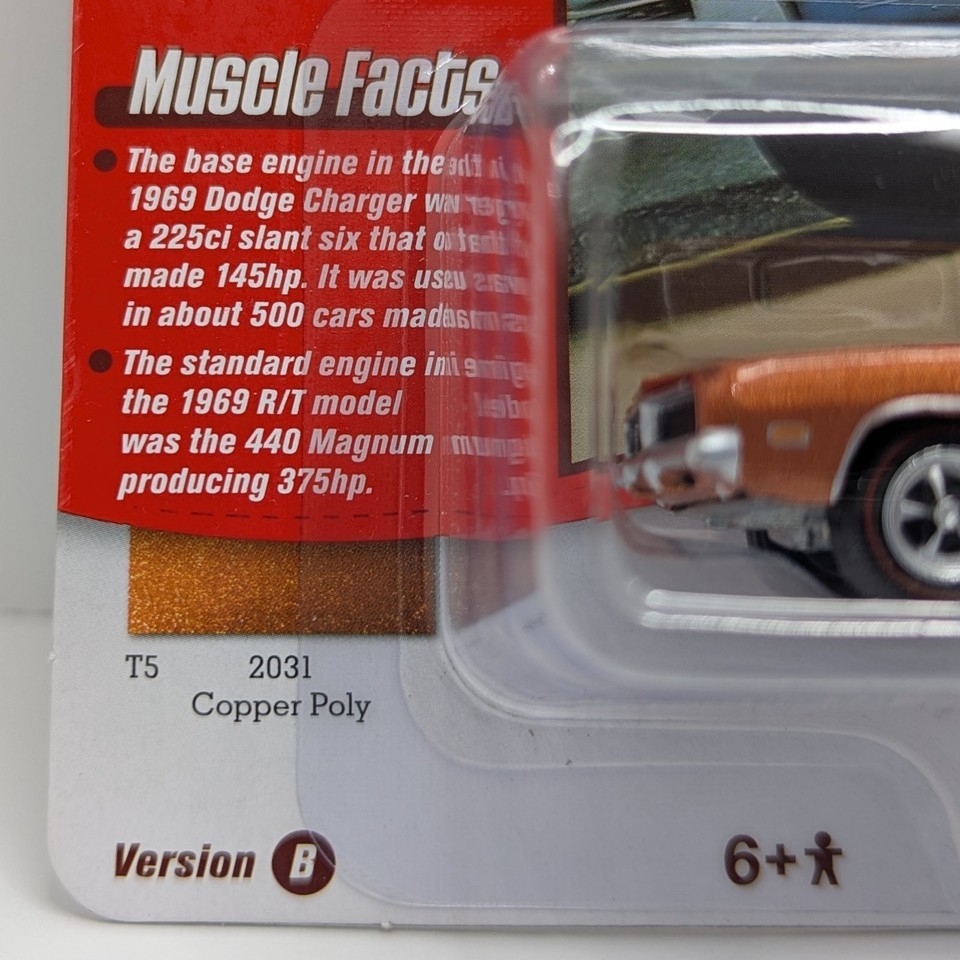 Muscle Facts
The base engine in the
1969 Dodge Charger was
a 225ci slant six that
made 145hp. It was used
in about 500 cars made.
The standard engine in
the 1969 R/T model
was the 440 Magnum
producing 375hp.
T5 2031
Copper Poly
Version B
6+